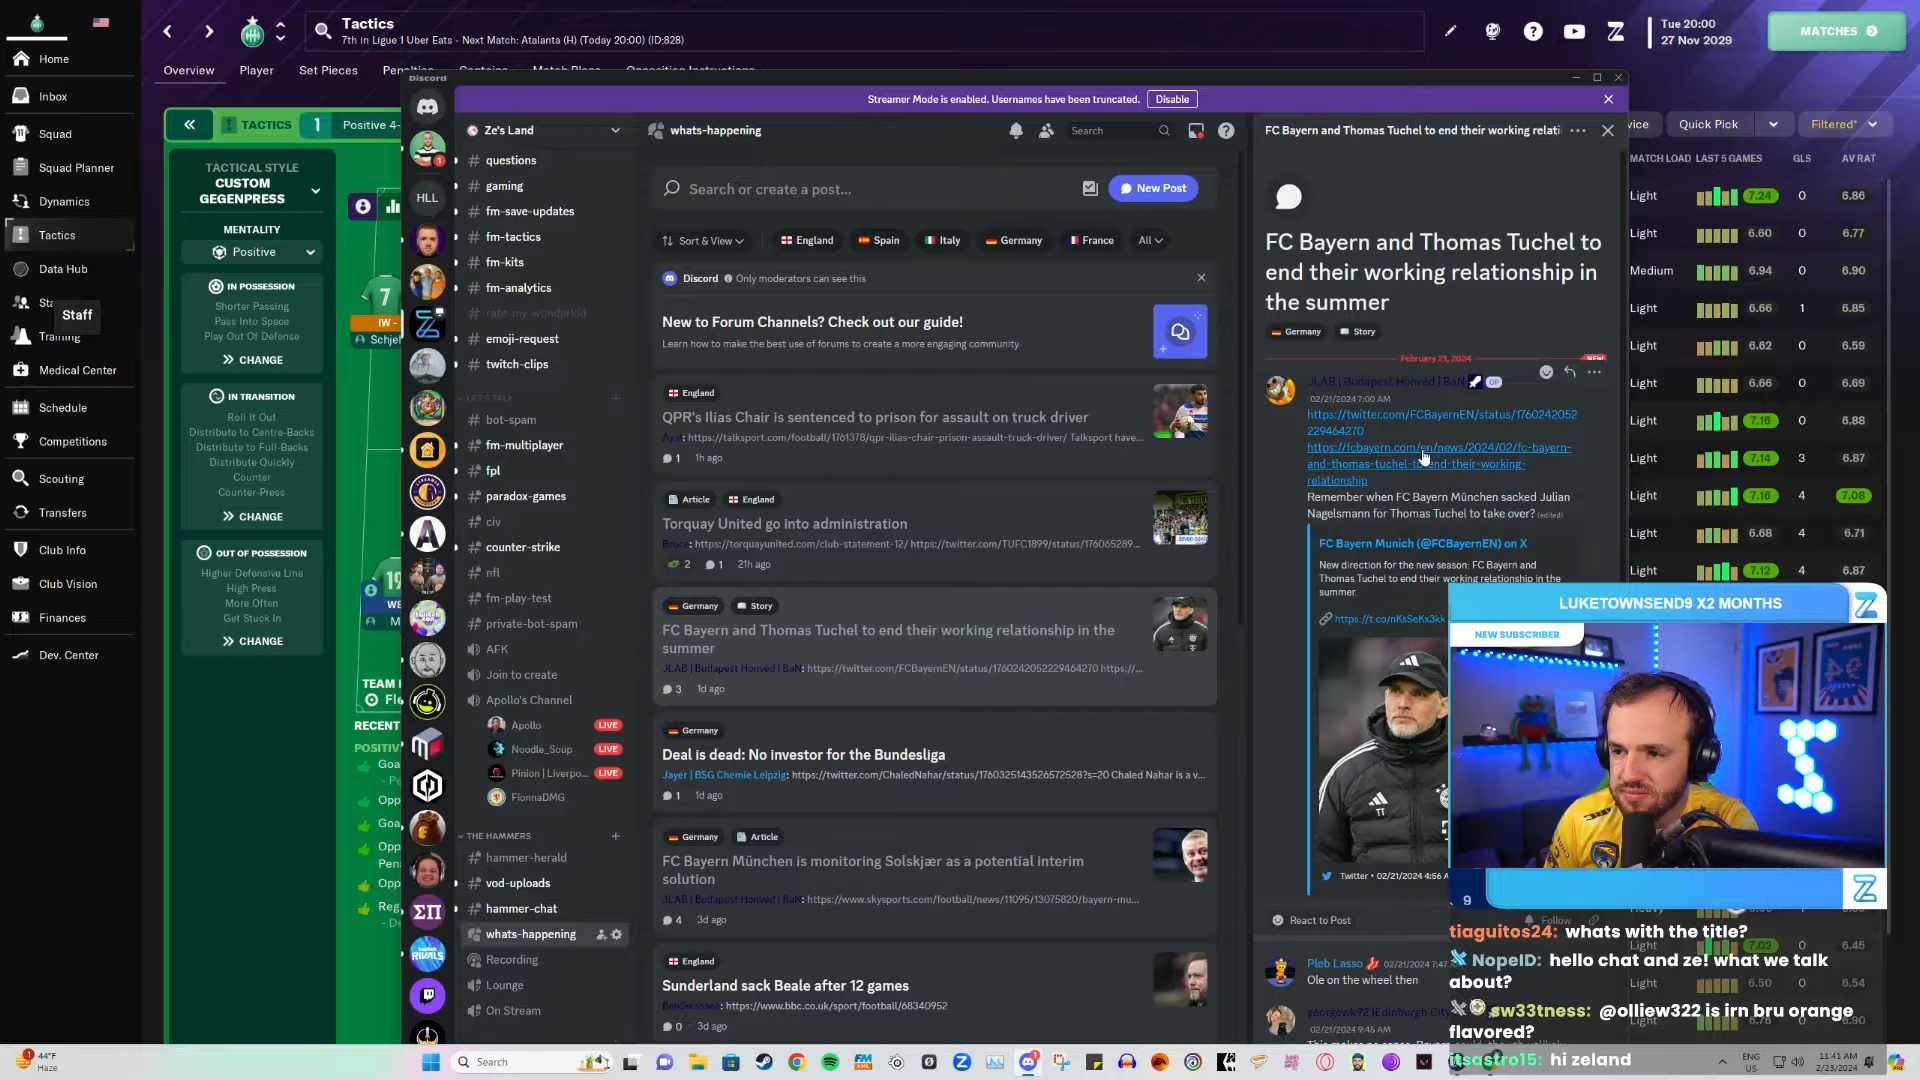 Tactics
7th in Ligue 1 Uber Eats - Next Match: Atalanta (H) (Today 20:00) (ID:828)
Tue 20:00
27 Nov 2029
MATCHES
Home
Inbox
Squad
Squad Planner
Dynamics
Tactics
Data Hub
Staff
Training
Medical Center
Schedule
Competitions
Scouting
Transfers
Club Info
Club Vision
Finances
Dev. Center
Overview
Player
Set Pieces
TACTICS
1
Positive 4-
TACTICAL STYLE
CUSTOM
GEGENPRESS
MENTALITY
Positive
IN POSSESSION
Shorter Passing
Pass Into Space
Play Out Of Defense
CHANGE
IN TRANSITION
Roll It Out
Distribute to Centre-Backs
Distribute to Full-Backs
Distribute Quickly
Counter
Counter-Press
CHANGE
OUT OF POSSESSION
Higher Defensive Line
High Press
More Often
Get Stuck In
CHANGE
7
IW -
Schjel
19
WE
TEAM
RECENT
POSITIV
Goa
Opp
Goa
Opp
Pena
Opp
Reg
Discord
Streamer Mode is enabled. Usernames have been truncated.
Disable
Ze's Land
HLL
questions
gaming
fm-save-updates
fm-tactics
fm-kits
fm-analytics
rate-my-wonderkid
emoji-request
twitch-clips
LET'S TALK
bot-spam
fm-multiplayer
fpl
paradox-games
civ
counter-strike
nfl
fm-play-test
private-bot-spam
AFK
Join to create
Apollo's Channel
Apollo LIVE
Noodle_Soup LIVE
Pinion | Liverpo... LIVE
FionnaDMG
THE HAMMERS
hammer-herald
vod-uploads
hammer-chat
whats-happening
Recording
Lounge
On Stream
whats-happening
Search
Search or create a post...
New Post
Sort & View
England
Spain
Italy
Germany
France
All
Discord Only moderators can see this
New to Forum Channels? Check out our guide!
Learn how to make the best use of forums to create a more engaging community.
England
QPR's Ilias Chair is sentenced to prison for assault on truck driver
https://talksport.com/football/1761378/qpr-ilias-chair-prison-assault-truck-driver/ Talksport have...
1 1h ago
Article England
Torquay United go into administration
Bruce: https://torquayunited.com/club-statement-12/ https://twitter.com/TUFC1899/status/176065289...
2 1 21h ago
Germany Story
FC Bayern and Thomas Tuchel to end their working relationship in the
summer
JLAB | Budapest Honvéd | BaN: https://twitter.com/FCBayernEN/status/1760242052229464270 https:/...
3 1d ago
Germany
Deal is dead: No investor for the Bundesliga
Jayer | BSG Chemie Leipzig: https://twitter.com/ChaledNahar/status/1760325143526572528?s=20 Chaled Nahar is a v...
1 1d ago
Germany Article
FC Bayern München is monitoring Solskjær as a potential interim
solution
JLAB | Budapest Honvéd | BaN: https://www.skysports.com/football/news/11095/13075820/bayern-mu...
4 3d ago
England
Sunderland sack Beale after 12 games
BenSwansea: https://www.bbc.co.uk/sport/football/68340952
0 3d ago
FC Bayern and Thomas Tuchel to end their working relati
FC Bayern and Thomas Tuchel to
end their working relationship in
the summer
Germany Story
February 21, 2024 NEW
JLAB | Budapest Honvéd | BaN OP
02/21/2024 7:00 AM
https://twitter.com/FCBayernEN/status/1760242052
229464270
https://fcbayern.com/en/news/2024/02/fc-bayern-
and-thomas-tuchel-to-end-their-working-
relationship
Remember when FC Bayern München sacked Julian
Nagelsmann for Thomas Tuchel to take over? (edited)
FC Bayern Munich (@FCBayernEN) on X
New direction for the new season: FC Bayern and
Thomas Tuchel to end their working relationship in the
summer.
https://t.co/nKsSeKx3kk
Twitter • 02/21/2024 4:56 A
React to Post
Follow
Pleb Lasso 02/21/2024 7:47
Ole on the wheel then
georgewk92 |Edinburgh City
02/21/2024 9:45 AM
vice
Quick Pick
Filtered*
MATCH LOAD LAST 5 GAMES GLS AV RAT
Light 7.24 0 6.86
Light 6.60 0 6.77
Medium 6.94 0 6.90
Light 6.66 1 6.85
Light 6.62 0 6.59
Light 6.66 0 6.69
Light 7.16 0 6.88
Light 7.14 3 6.87
Light 7.16 4 7.08
Light 6.68 4 6.71
Light 7.12 4 6.87
LUKETOWNSEND9 X2 MONTHS
NEW SUBSCRIBER
9
7.02 0 6.45
6.50 0 6.54
tiaguitos24: whats with the title?
NopeID: hello chat and ze! what we talk
about?
sw33tness: @olliew322 is irn bru orange
flavored?
itsastro15: hi zeland
1
44°F
Haze
Search
ENG
US
11:41 AM
2/23/2024